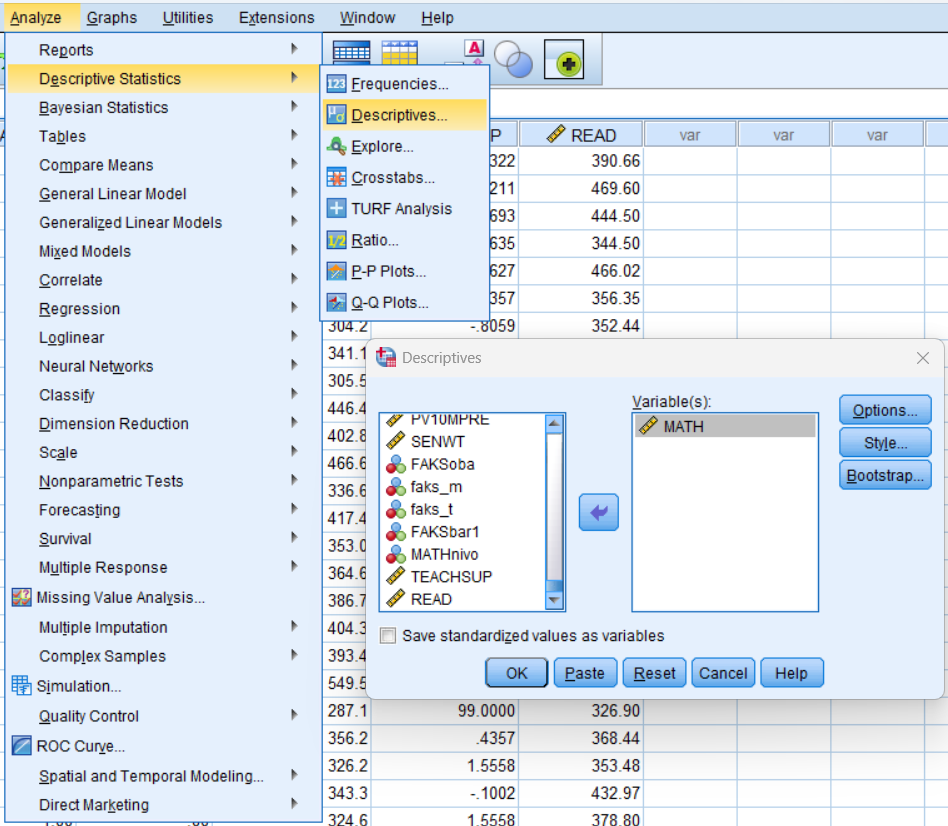 Analyze Graphs Utilities Extensions Window Help
Reports
Descriptive Statistics
Bayesian Statistics
Tables
Compare Means
General Linear Model
Generalized Linear Models
Mixed Models
Correlate
Regression
Loglinear
Neural Networks
Classify
Dimension Reduction
Scale
Nonparametric Tests
Forecasting
Survival
Multiple Response
Missing Value Analysis...
Multiple Imputation
Complex Samples
Simulation...
Quality Control
ROC Curve...
Spatial and Temporal Modeling...
Direct Marketing
A
123 Frequencies...
Descriptives...
Explore...
Crosstabs...
TURF Analysis
1/2 Ratio...
P-P Plots...
Q-Q Plots...
P READ var var var
322 390.66
211 469.60
693 444.50
635 344.50
627 466.02
357 356.35
304.2 -.8059 352.44
341.1
305.5
446.4
402.8
466.6
336.6
417.4
353.0
364.6
386.7
404.3
393.4
549.5
287.1 99.0000 326.90
356.2 .4357 368.44
326.2 1.5558 353.48
343.3 -.1002 432.97
324.6 1.5558 378.80
Descriptives
PV10MPRE
SENWT
FAKSoba
faks_m
faks_t
FAKSbar1
MATHnivo
TEACHSUP
READ
Variable(s):
MATH
Options...
Style...
Bootstrap...
Save standardized values as variables
OK Paste Reset Cancel Help